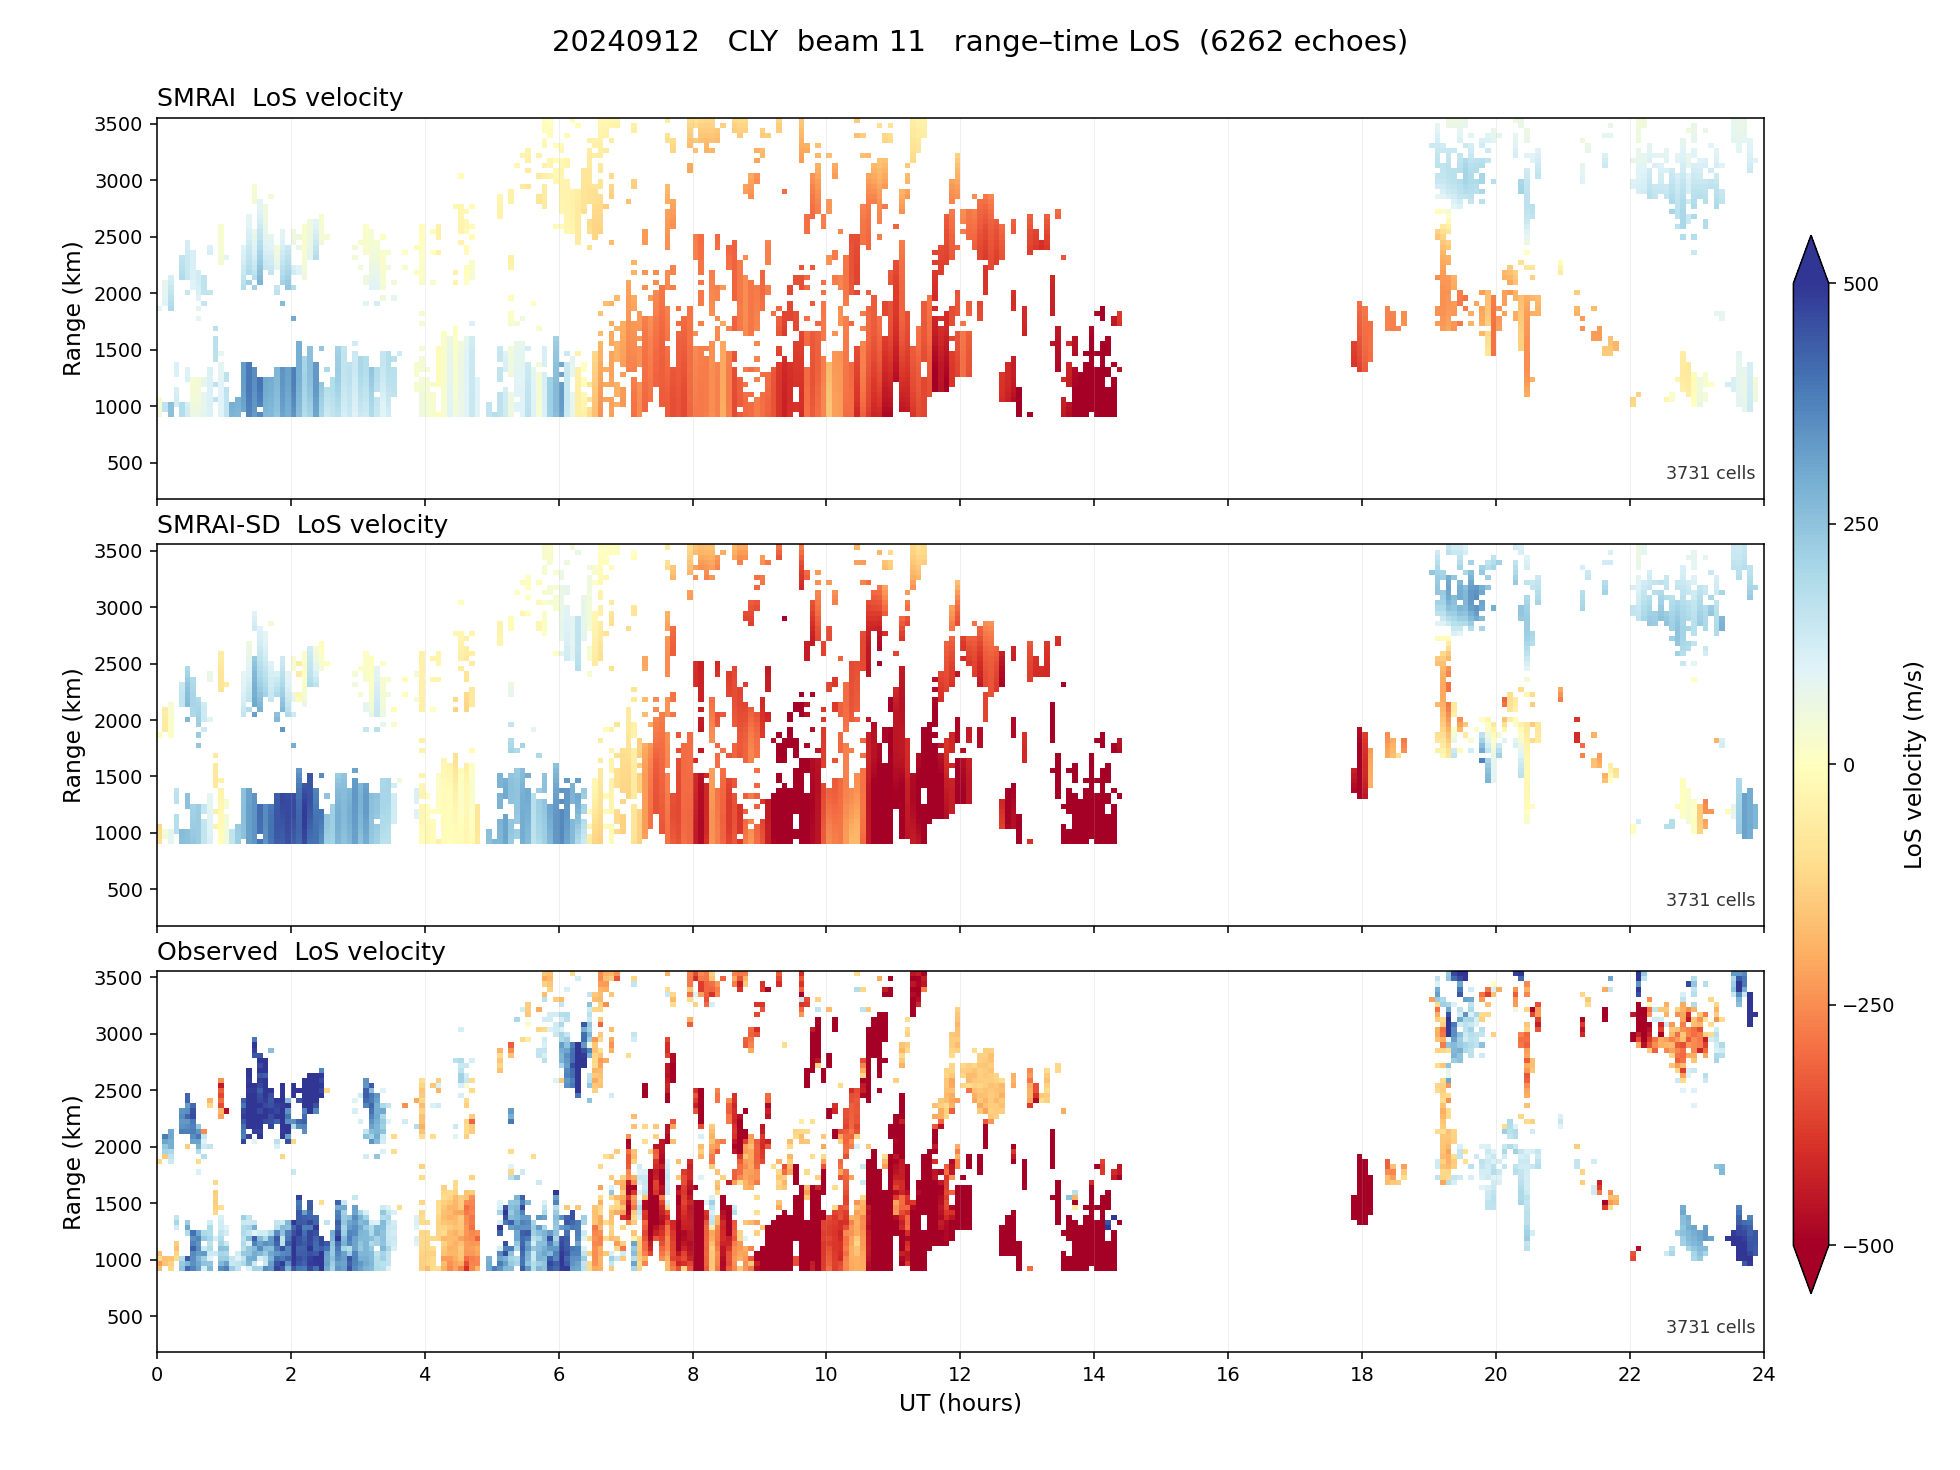 20240912   CLY  beam 11   range–time LoS  (6262 echoes)
SMRAI  LoS velocity
3500
3000
2500
2000
1500
1000
500
Range (km)
3731 cells
SMRAI-SD  LoS velocity
3500
3000
2500
2000
1500
1000
500
Range (km)
3731 cells
Observed  LoS velocity
3500
3000
2500
2000
1500
1000
500
Range (km)
3731 cells
0 2 4 6 8 10 12 14 16 18 20 22 24
UT (hours)
500
250
0
−250
−500
LoS velocity (m/s)